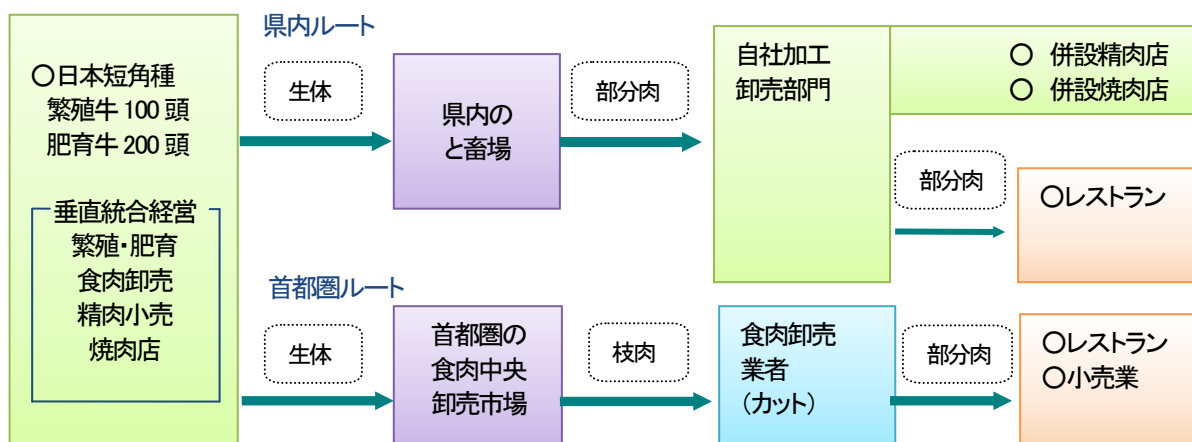 県内ルート
〇日本短角種
繁殖牛100頭
肥育牛200頭
垂直統合経営
繁殖・肥育
食肉卸売
精肉小売
焼肉店
生体
県内の
と畜場
部分肉
自社加工
卸売部門
〇 併設精肉店
〇 併設焼肉店
部分肉
〇レストラン
首都圏ルート
生体
首都圏の
食肉中央
卸売市場
枝肉
食肉卸売
業者
（カット）
部分肉
〇レストラン
〇小売業